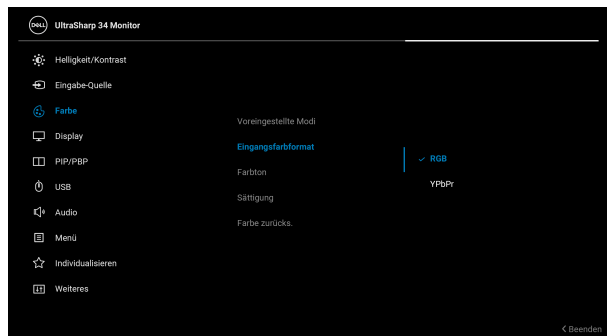 DELL
UltraSharp 34 Monitor
Helligkeit/Kontrast
Eingabe-Quelle
Farbe
Display
PIP/PBP
USB
Audio
Menü
Individualisieren
Weiteres
Voreingestellte Modi
Eingangsfarbformat
Farbton
Sättigung
Farbe zurücks.
RGB
YPbPr
Beenden